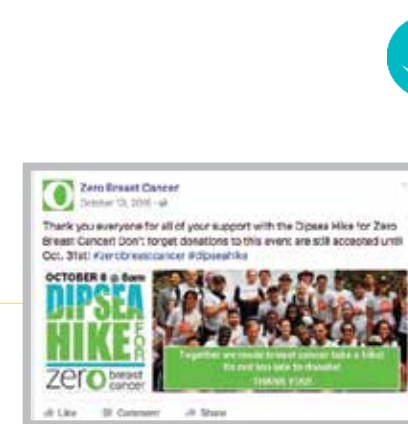 Zero Breast Cancer
October 13, 2016
Thank you everyone for all of your support with the Dipsea Hike for Zero
Breast Cancer! Don't forget donations to this event are still accepted until
Oct. 31st! #zerobreastcancer #dipseahike
OCTOBER 8 @ 8am
DIPSEA
HIKE FOR
zero breast
cancer
Together we made breast cancer take a hike!
It's not too late to donate!
THANK YOU!
Like Comment Share